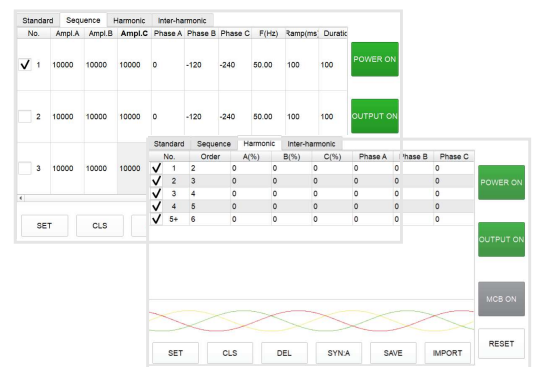 Standard Sequence Harmonic Inter-harmonic
No. Ampl.A Ampl.B Ampl.C Phase A Phase B Phase C F(Hz) Ramp(ms)
1 10000 10000 10000 0 -120 -240 50.00 100 100
POWER ON
2 10000 10000 10000 0 -120 -240 50.00 100 100
OUTPUT ON
3 10000 10000 10000
SET CLS
Standard Sequence Harmonic Inter-harmonic
No. Order A(%) B(%) C(%) Phase A Phase B Phase C
1 2 0 0 0 0 0 0
2 3 0 0 0 0 0 0
3 4 0 0 0 0 0 0
4 5 0 0 0 0 0 0
5+ 6 0 0 0 0 0 0
POWER ON
OUTPUT ON
MCB ON
RESET
SET CLS DEL SYN:A SAVE IMPORT